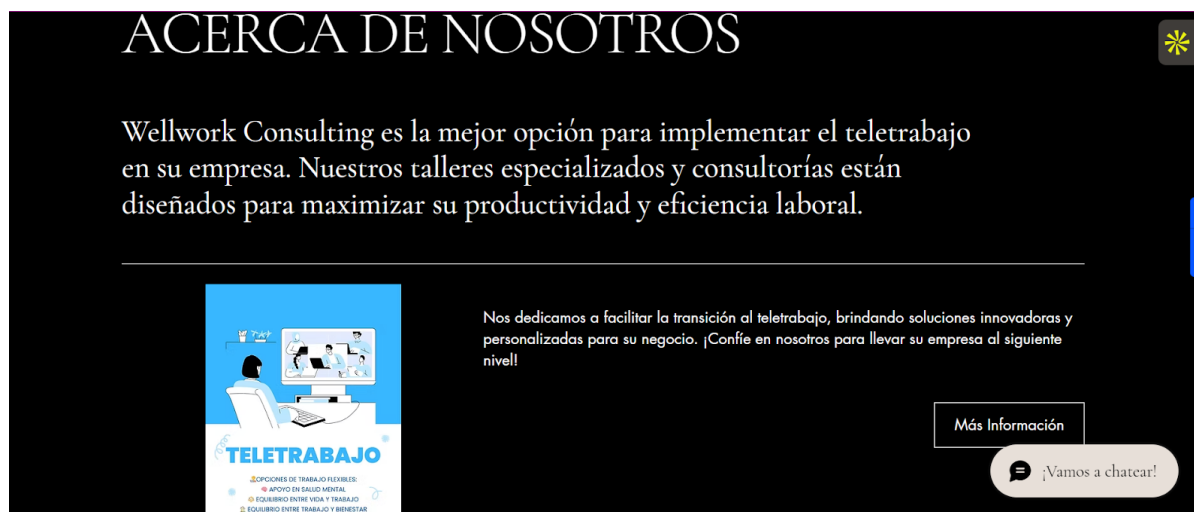 ACERCA DE NOSOTROS
Wellwork Consulting es la mejor opción para implementar el teletrabajo
en su empresa. Nuestros talleres especializados y consultorías están
diseñados para maximizar su productividad y eficiencia laboral.
Nos dedicamos a facilitar la transición al teletrabajo, brindando soluciones innovadoras y
personalizadas para su negocio. ¡Confíe en nosotros para llevar su empresa al siguiente
nivel!
TELETRABAJO
OPCIONES DE TRABAJO FLEXIBLES:
APOYO EN SALUD MENTAL
EQUILIBRIO ENTRE VIDA Y TRABAJO
EQUILIBRIO ENTRE TRABAJO Y BIENESTAR
Más Información
¡Vamos a chatear!